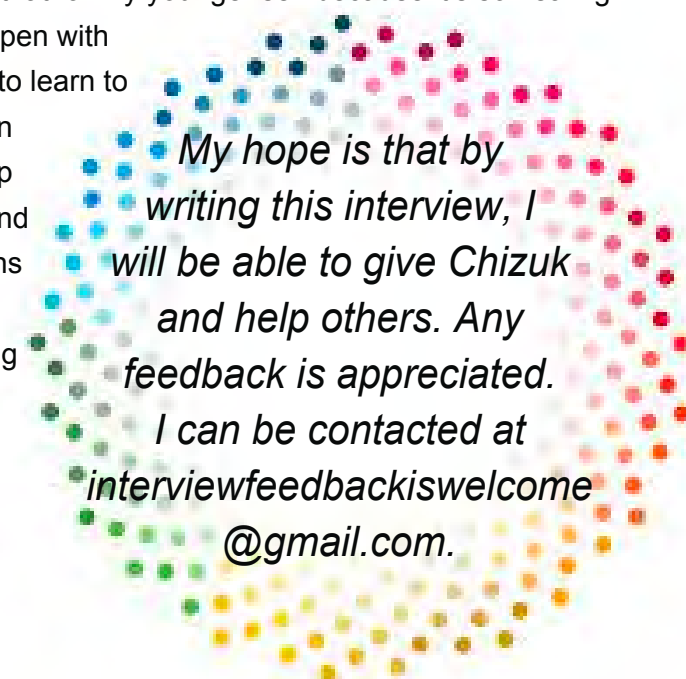 pen with
to learn to
My hope is that by
writing this interview, I
nd
will be able to give Chizuk
and help others. Any
feedback is appreciated.
I can be contacted at
interviewfeedbackiswelcome
@gmail.com.